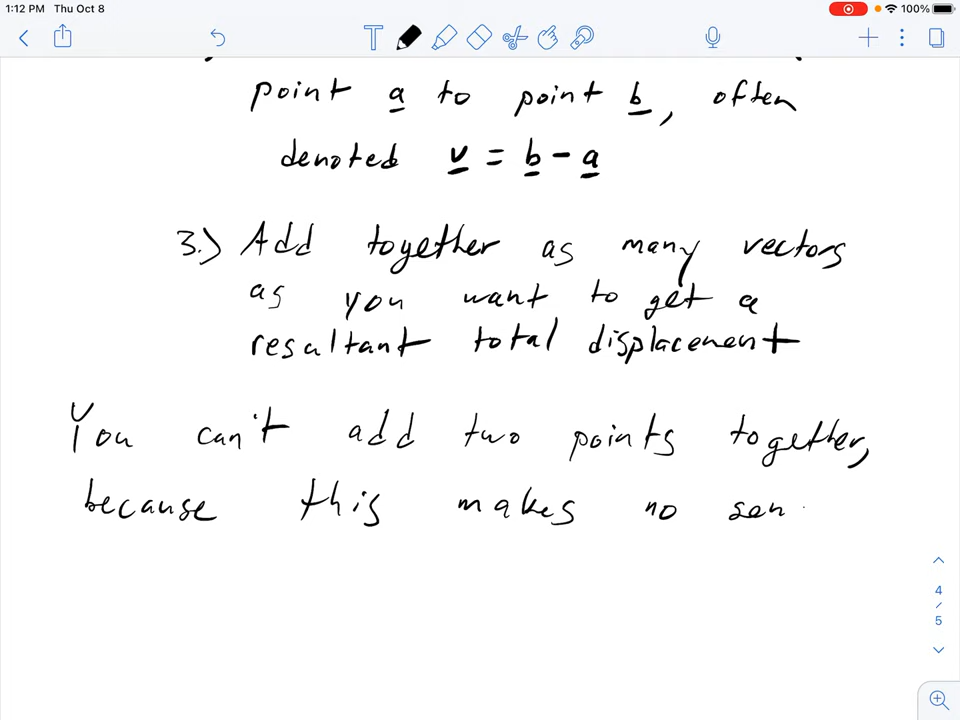 1:12 PM Thu Oct 8
100%
point a to point b, often
denoted v = b - a
3.) Add together as many vectors
as you want to get a
resultant total displacement
You can't add two points together,
because this makes no sen
4
/
5